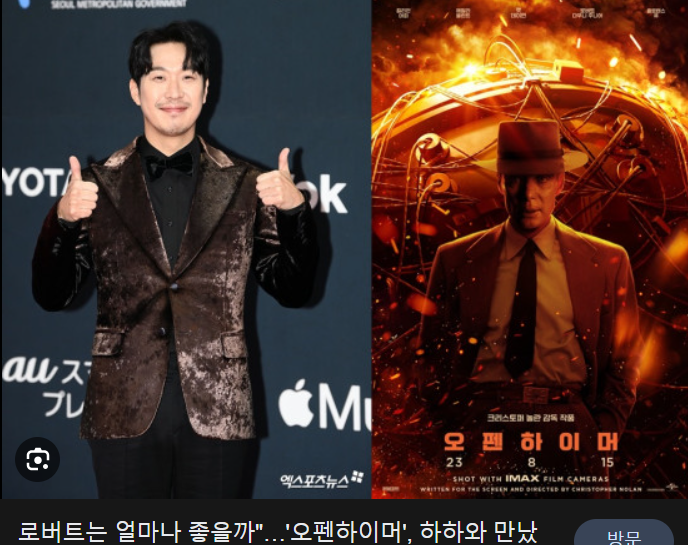 SEOUL METROPOLITAN GOVERNMENT
YOTA
ok
au スマ
プレ
Mu
엑스포츠뉴스
크리스토퍼 놀란 감독 작품
오펜하이머
23 8 15
SHOT WITH IMAX FILM CAMERAS
WRITTEN FOR THE SCREEN AND DIRECTED BY CHRISTOPHER NOLAN
로버트는 얼마나 좋을까"…'오펜하이머', 하하와 만났
방문